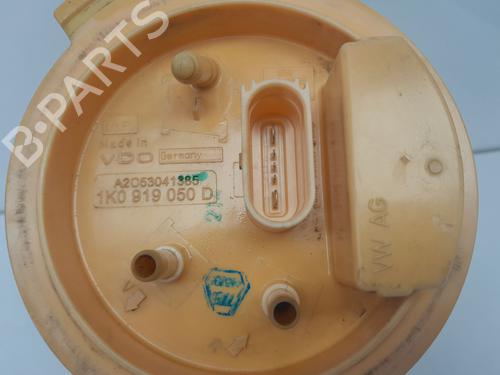 B-PARTS
Made in
VDO Germany
A2C53041385
1K0 919 050 D
VW AG